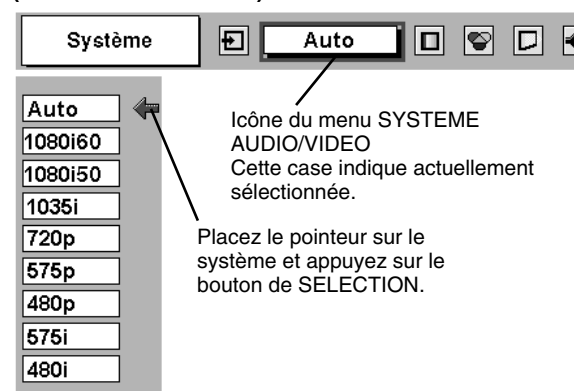 Système
Auto
Auto
1080i60
1080i50
1035i
720p
575p
480p
575i
480i
Icône du menu SYSTEME
AUDIO/VIDEO
Cette case indique actuellement
sélectionnée.
Placez le pointeur sur le
système et appuyez sur le
bouton de SELECTION.